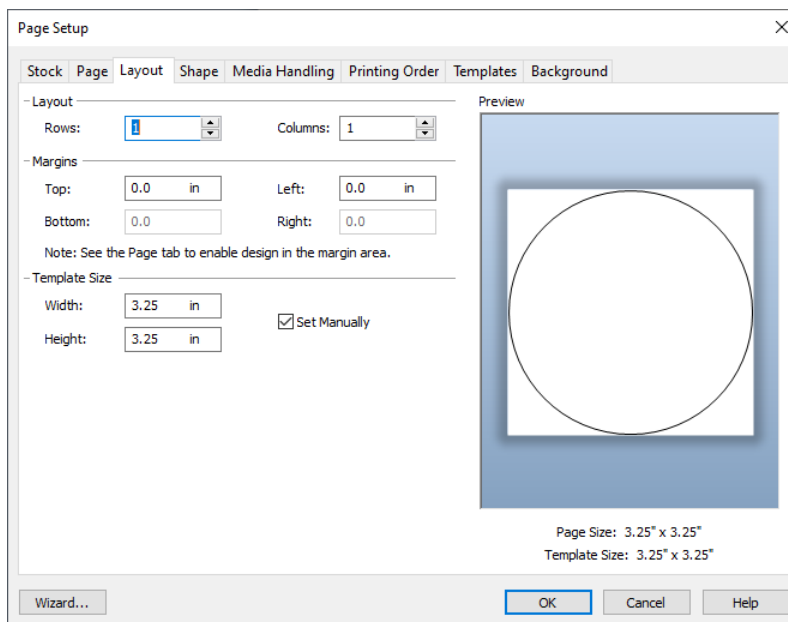 Page Setup
Stock Page Layout Shape Media Handling Printing Order Templates Background
Layout
Rows: 1 Columns: 1
Margins
Top: 0.0 in Left: 0.0 in
Bottom: 0.0 Right: 0.0
Note: See the Page tab to enable design in the margin area.
Template Size
Width: 3.25 in
Set Manually
Height: 3.25 in
Preview
Page Size: 3.25" x 3.25"
Template Size: 3.25" x 3.25"
Wizard... OK Cancel Help